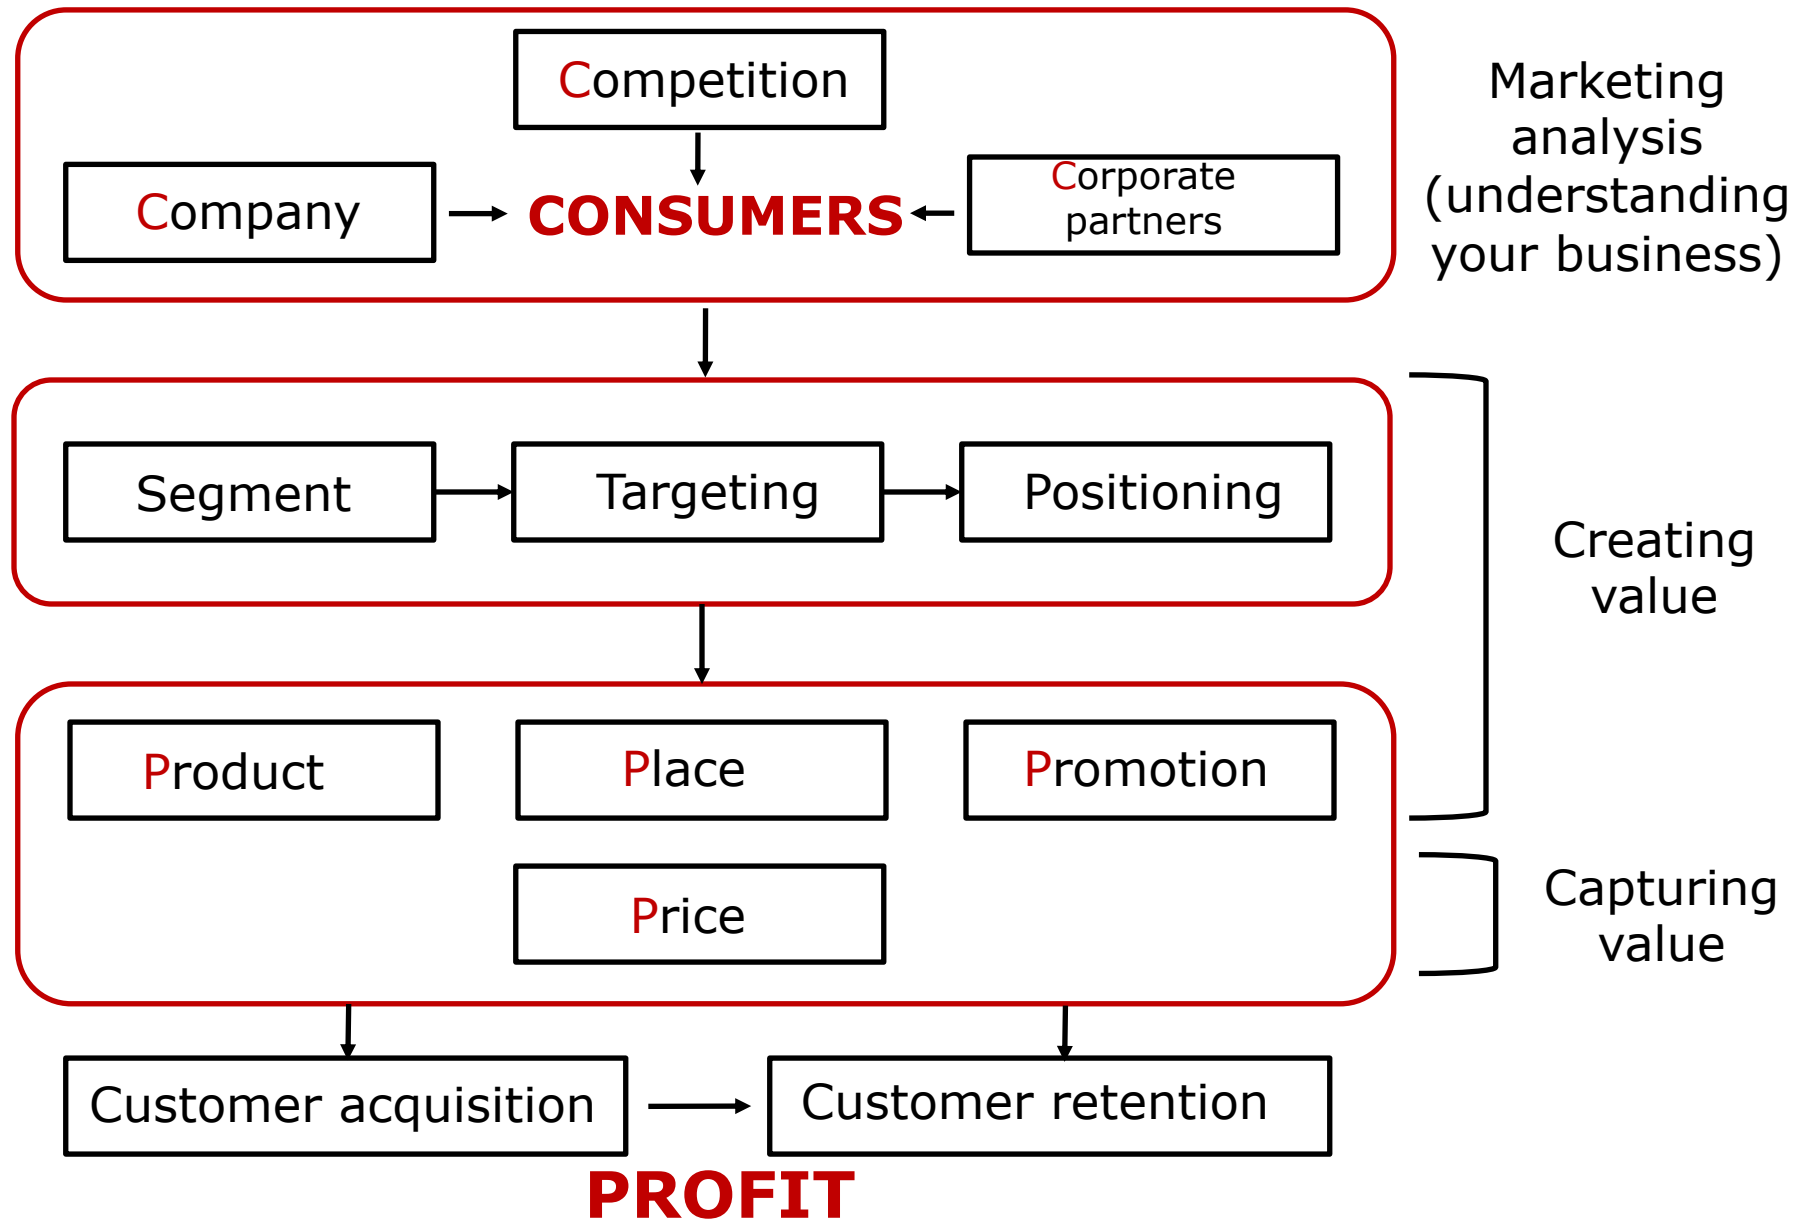 Competition
Marketing
analysis
(understanding
your business)
Company
CONSUMERS
Corporate
partners
Segment
Targeting
Positioning
Creating
value
Product
Place
Promotion
Price
Capturing
value
Customer acquisition
Customer retention
PROFIT